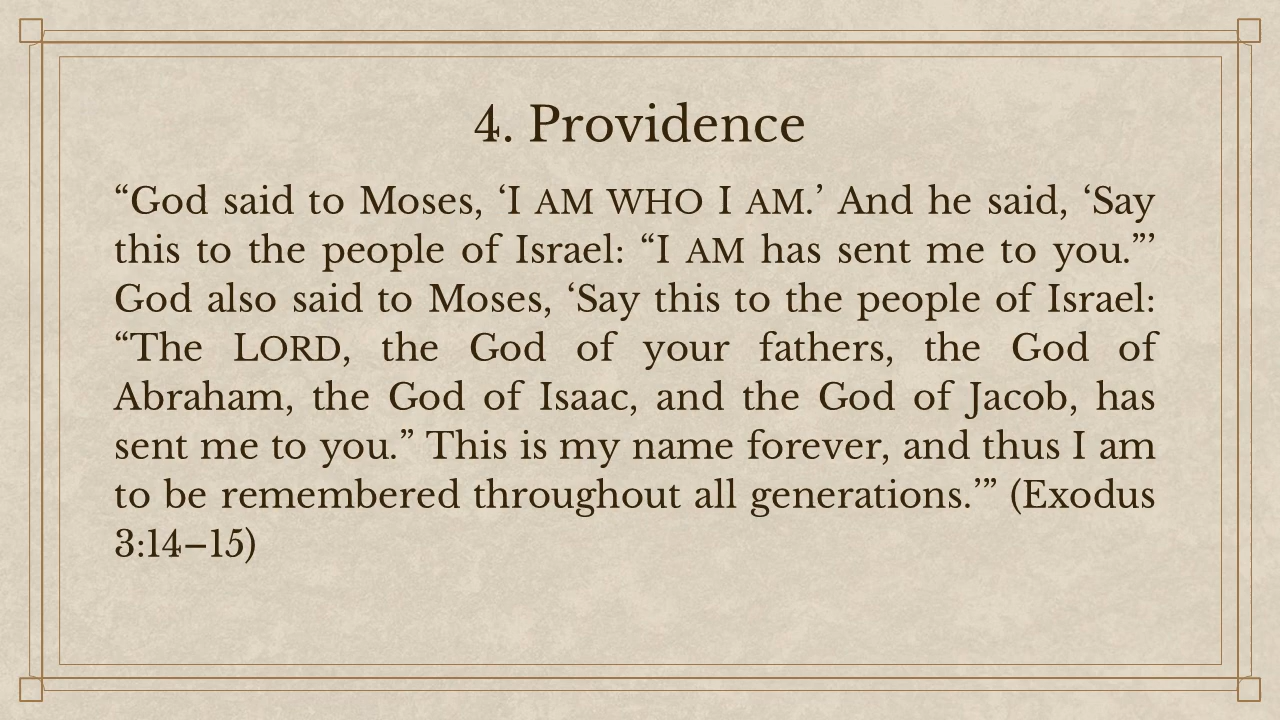 4. Providence
“God said to Moses, ‘I AM WHO I AM.’ And he said, ‘Say
this to the people of Israel: “I AM has sent me to you.”’
God also said to Moses, ‘Say this to the people of Israel:
“The LORD, the God of your fathers, the God of
Abraham, the God of Isaac, and the God of Jacob, has
sent me to you.” This is my name forever, and thus I am
to be remembered throughout all generations.’” (Exodus
3:14–15)